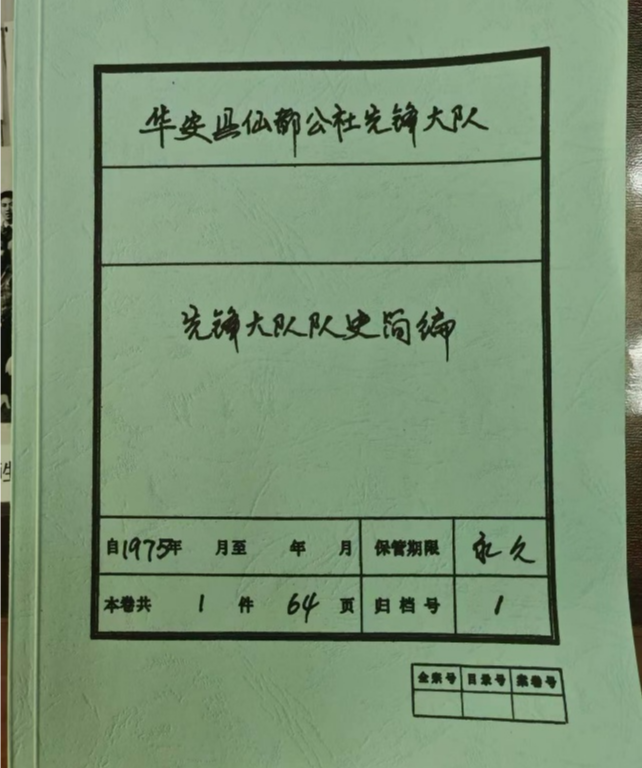 华安县仙都公社先锋大队
先锋大队队史简编
自1975年 月至 年 月 保管期限 永久
本卷共 1 件 64 页 归档号 1
全宗号 目录号 案卷号